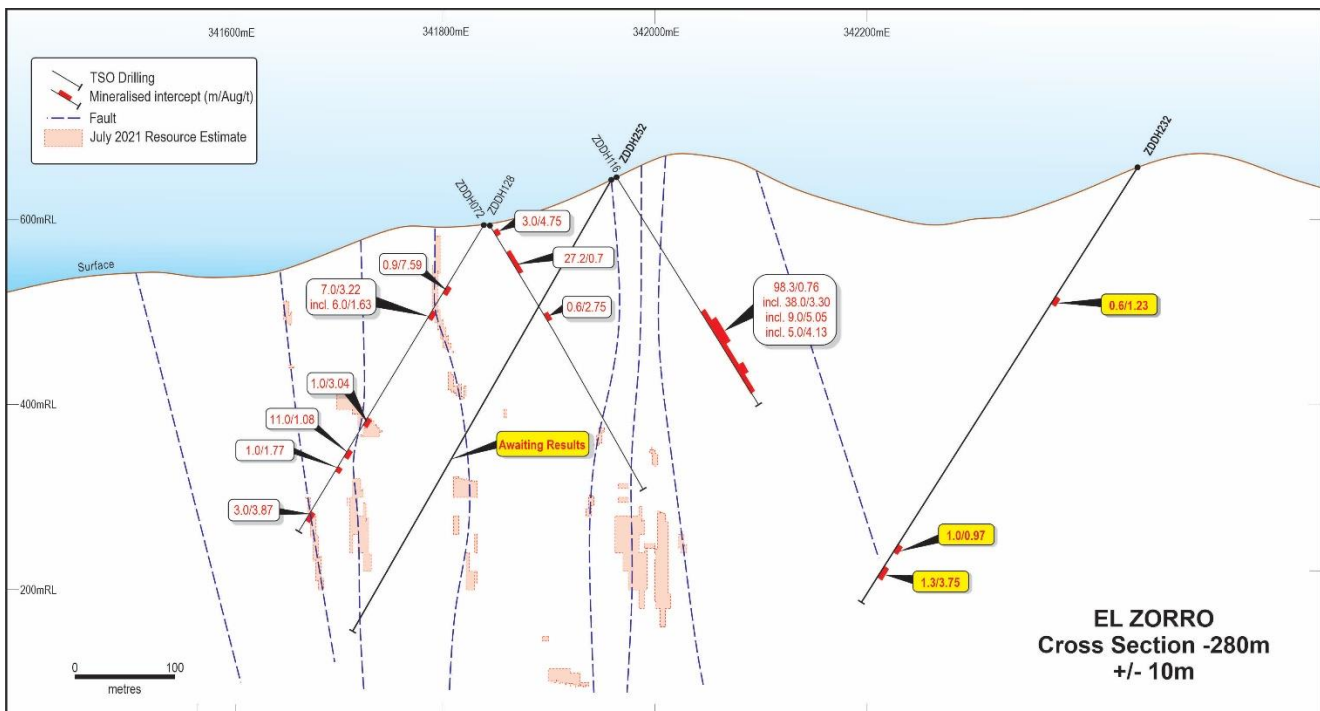 341600mE
341800mE
342000mE
342200mE
TSO Drilling
Mineralised intercept (m/Aug/t)
Fault
July 2021 Resource Estimate
ZDDH072
ZDDH128
ZDDH116
ZDDH252
ZDDH232
600mRL
400mRL
200mRL
Surface
3.0/4.75
27.2/0.7
0.9/7.59
7.0/3.22
incl. 6.0/1.63
0.6/2.75
98.3/0.76
incl. 38.0/3.30
incl. 9.0/5.05
incl. 5.0/4.13
0.6/1.23
1.0/3.04
11.0/1.08
1.0/1.77
3.0/3.87
Awaiting Results
1.0/0.97
1.3/3.75
0
100
metres
EL ZORRO
Cross Section -280m
+/- 10m